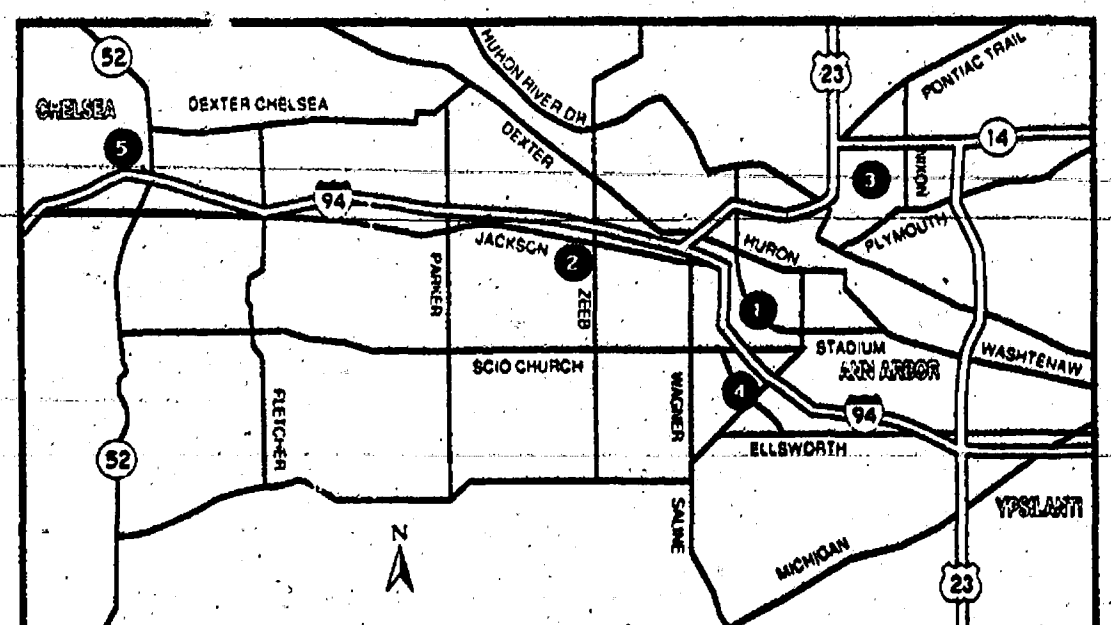 52
HURON RIVER DR
23
PONTIAC TRAIL
CHELSEA
DEXTER CHELSEA
DEXTER
14
5
3
NIXON
94
PLYMOUTH
JACKSON
HURON
2
PARKER
ZEEB
1
STADIUM
WASHTENAW
SCIO CHURCH
ANN ARBOR
WAGNER
4
94
FLETCHER
ELLSWORTH
52
YPSILANTI
SALINE
N
MICHIGAN
23